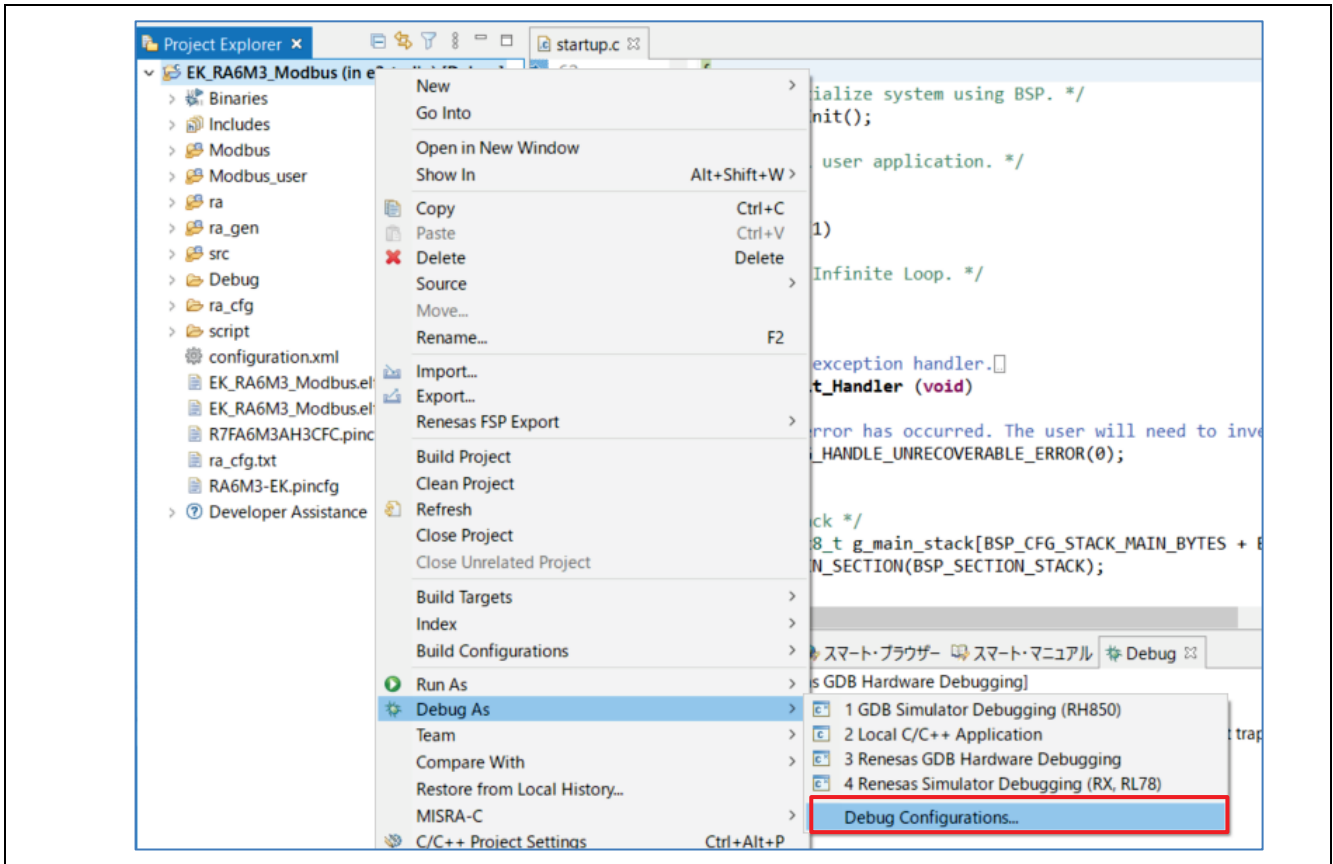 Project Explorer
startup.c
EK_RA6M3_Modbus (in e
Binaries
Includes
Modbus
Modbus_user
ra
ra_gen
src
Debug
ra_cfg
script
configuration.xml
EK_RA6M3_Modbus.el
EK_RA6M3_Modbus.el
R7FA6M3AH3CFC.pinc
ra_cfg.txt
RA6M3-EK.pincfg
Developer Assistance
New
Go Into
Open in New Window
Show In Alt+Shift+W
Copy Ctrl+C
Paste Ctrl+V
Delete Delete
Source
Move...
Rename... F2
Import...
Export...
Renesas FSP Export
Build Project
Clean Project
Refresh
Close Project
Close Unrelated Project
Build Targets
Index
Build Configurations
Run As
Debug As
Team
Compare With
Restore from Local History...
MISRA-C
C/C++ Project Settings Ctrl+Alt+P
{
ialize system using BSP. */
nit();
user application. */
1)
Infinite Loop. */
exception handler.
t_Handler (void)
rror has occurred. The user will need to inve
_HANDLE_UNRECOVERABLE_ERROR(0);
ck */
8_t g_main_stack[BSP_CFG_STACK_MAIN_BYTES +
N_SECTION(BSP_SECTION_STACK);
スマート・ブラウザー スマート・マニュアル Debug
s GDB Hardware Debugging]
1 GDB Simulator Debugging (RH850)
2 Local C/C++ Application
3 Renesas GDB Hardware Debugging
4 Renesas Simulator Debugging (RX, RL78)
Debug Configurations...
t trap